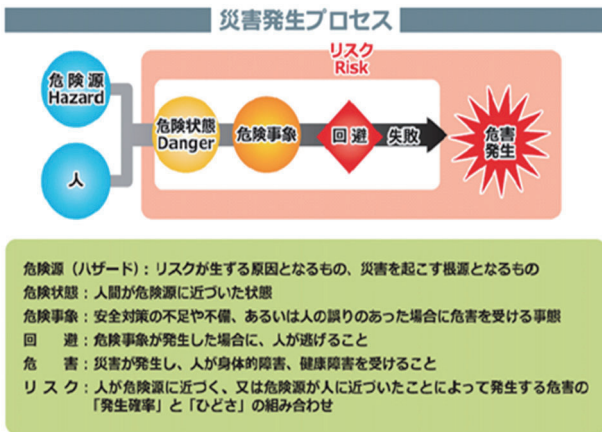 災害発生プロセス
リスク
Risk
危険源
Hazard
人
危険状態
Danger
危険事象
回避
失敗
危害
発生
危険源（ハザード）：リスクが生ずる原因となるもの、災害を起こす根源となるもの
危険状態：人間が危険源に近づいた状態
危険事象：安全対策の不足や不備、あるいは人の誤りのあった場合に危害を受ける事態
回　　避：危険事象が発生した場合に、人が逃げること
危　　害：災害が発生し、人が身体的障害、健康障害を受けること
リ ス ク：人が危険源に近づく、又は危険源が人に近づいたことによって発生する危害の
「発生確率」と「ひどさ」の組み合わせ